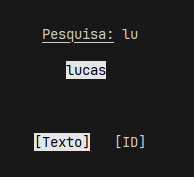 Pesquisa: lu
lucas
[Texto] [ID]